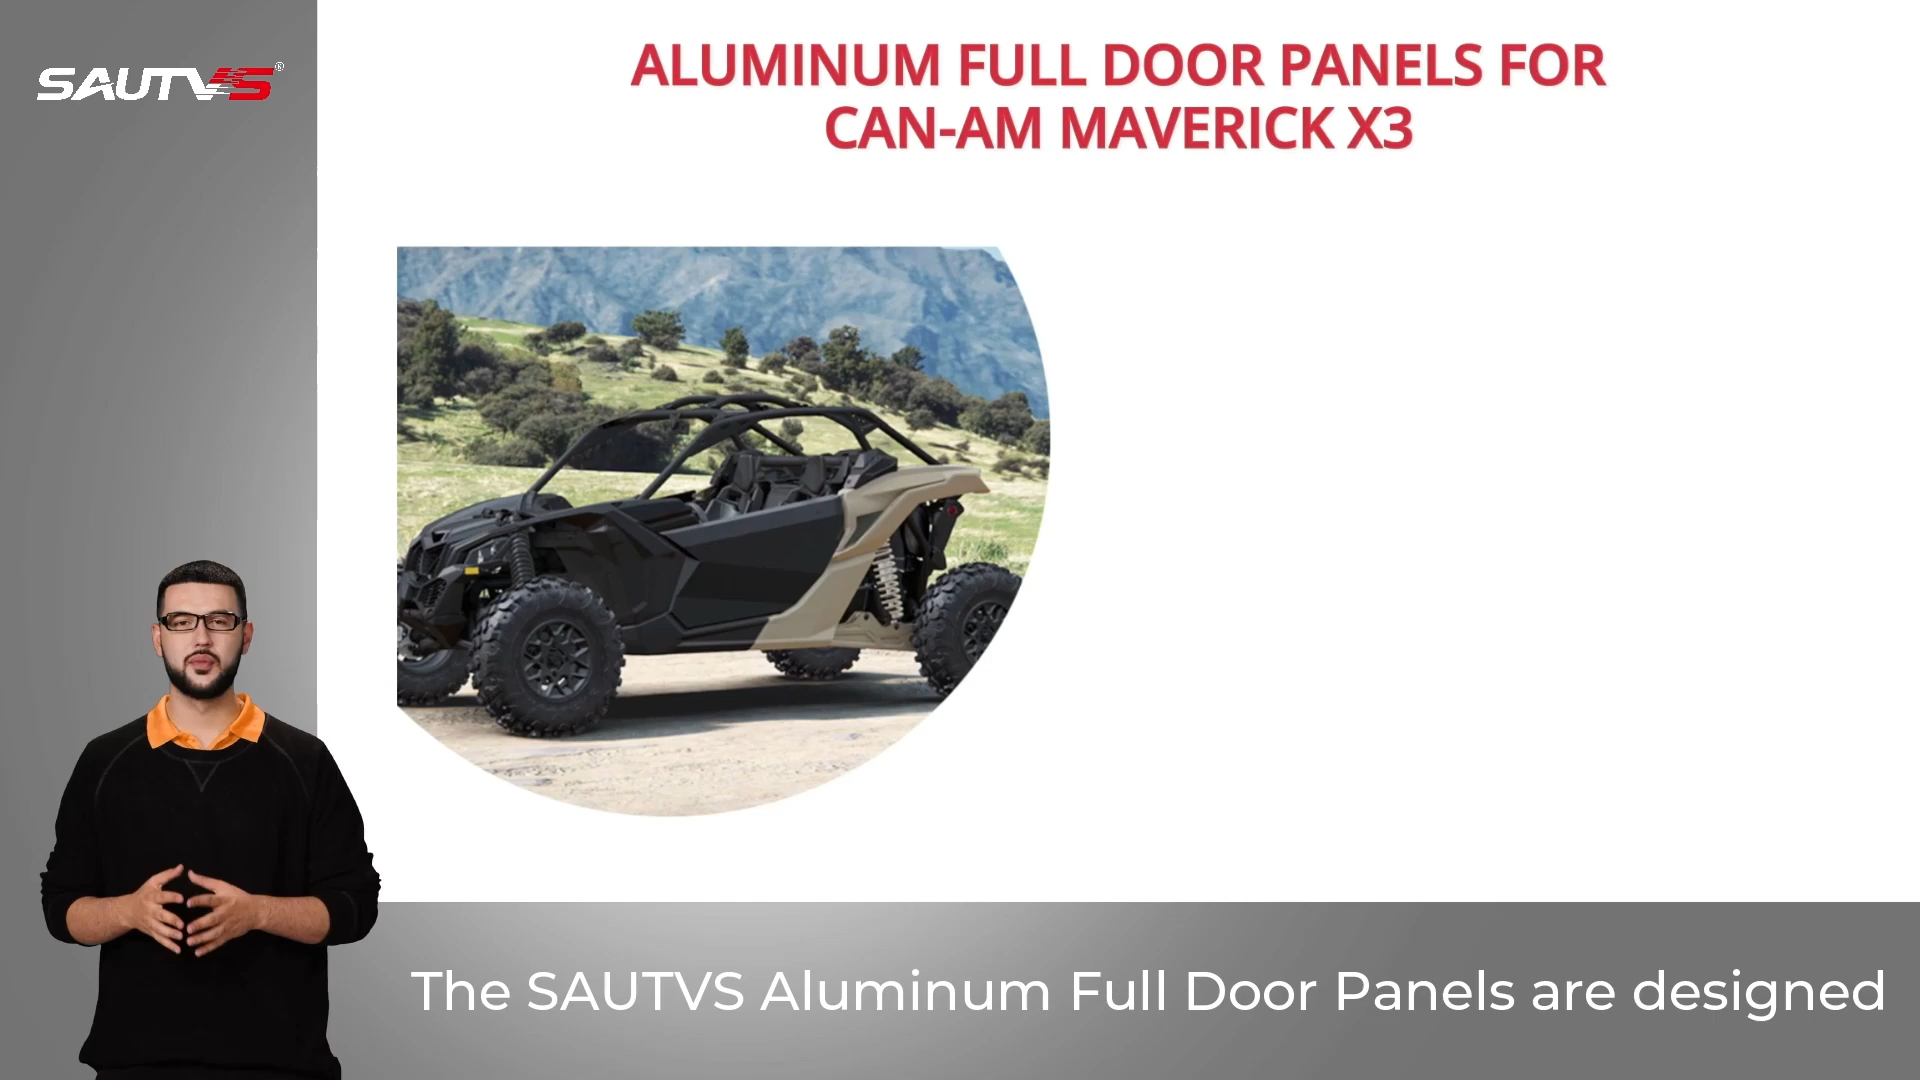 SAUTVS®
ALUMINUM FULL DOOR PANELS FOR
CAN-AM MAVERICK X3
The SAUTVS Aluminum Full Door Panels are designed